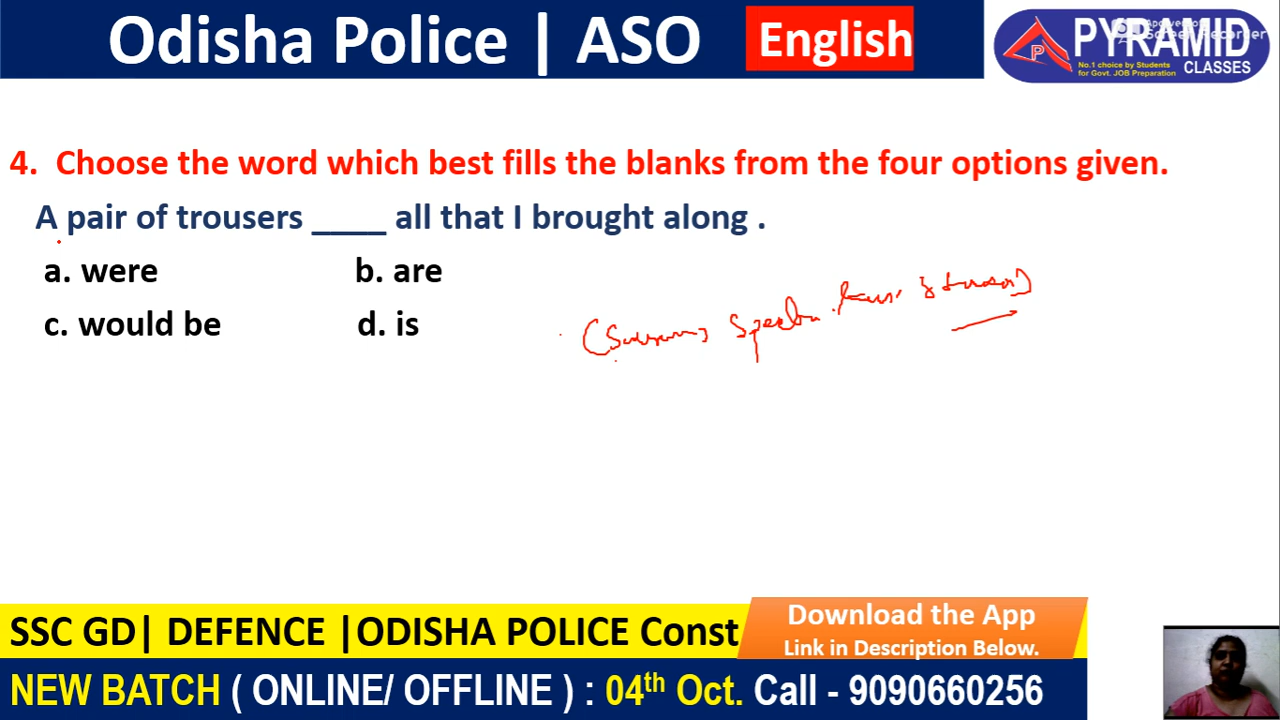 Odisha Police | ASO
English
PYRAMID
CLASSES
No.1 choice by Students
for Govt. JOB Preparation
4. Choose the word which best fills the blanks from the four options given.
A pair of trousers ____ all that I brought along .
a. were b. are
c. would be d. is
SSC GD| DEFENCE |ODISHA POLICE Const
Download the App
Link in Description Below.
NEW BATCH ( ONLINE/ OFFLINE ) : 04th Oct. Call - 9090660256